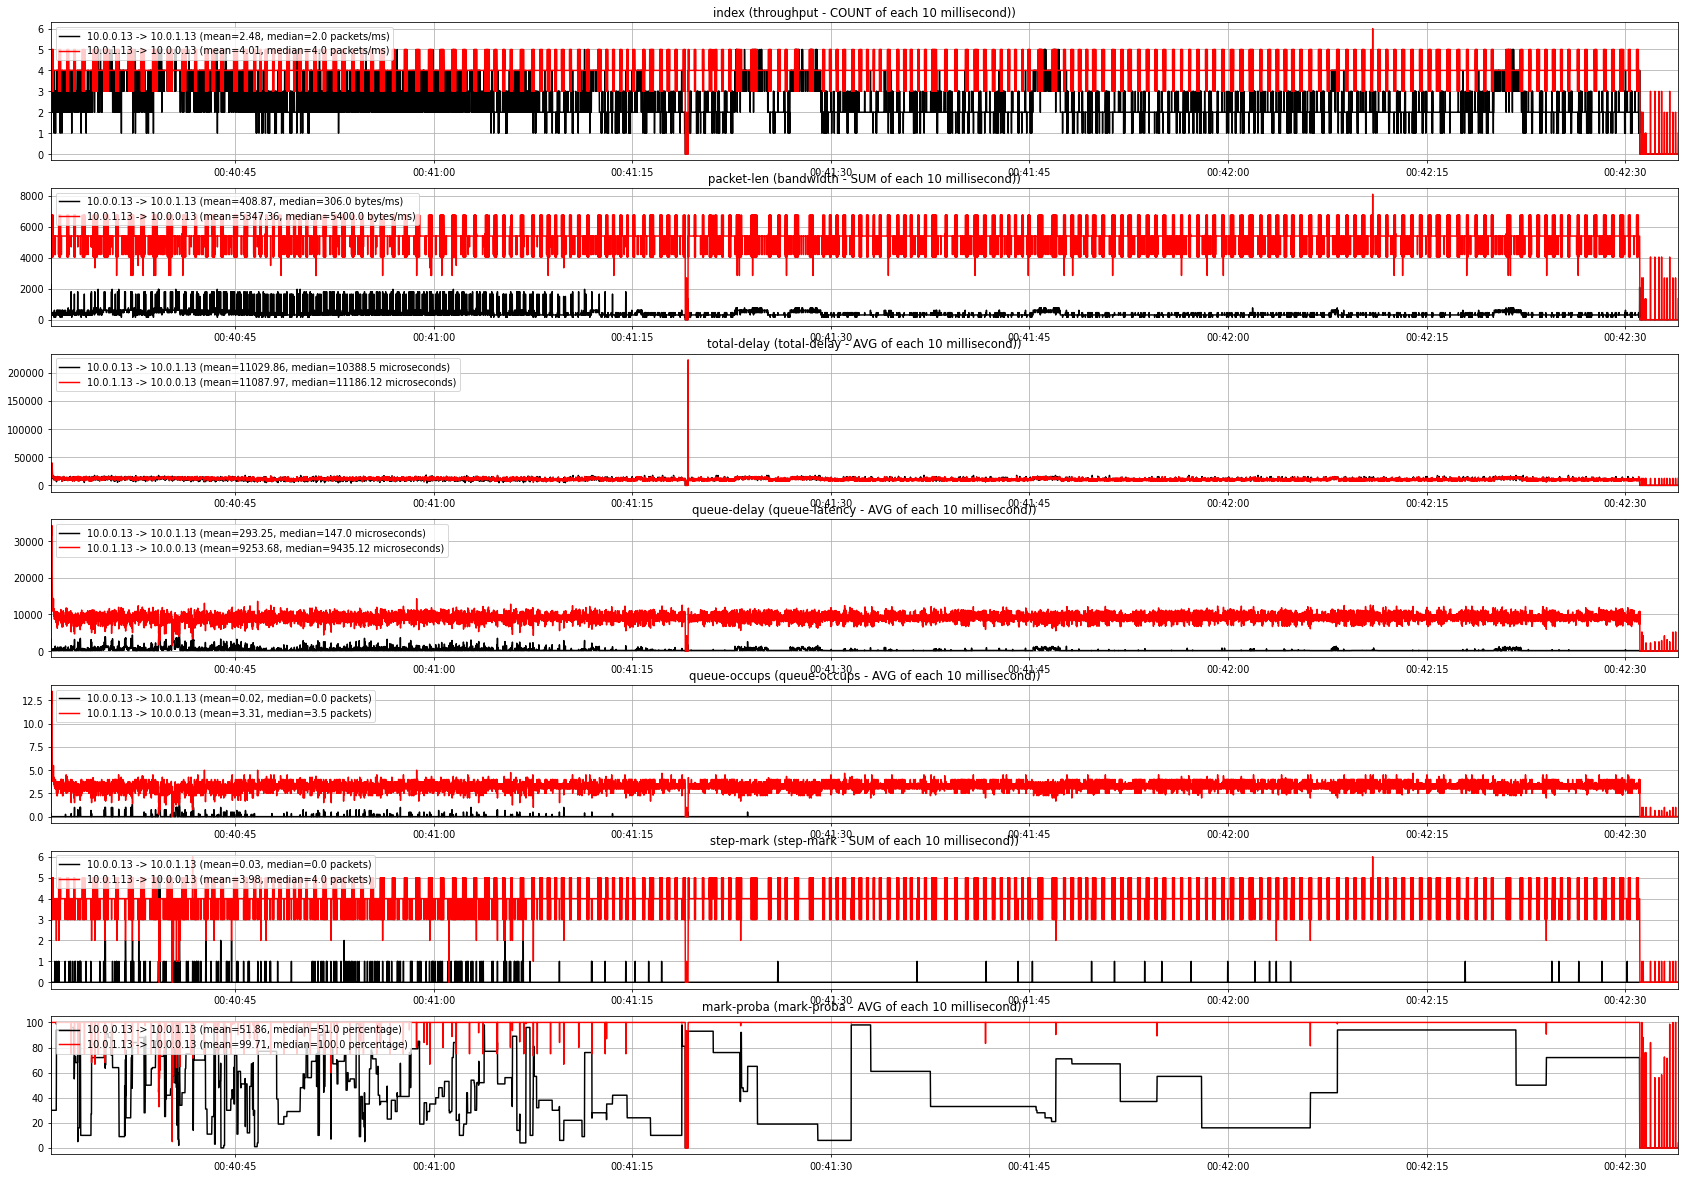 index (throughput - COUNT of each 10 millisecond))
10.0.0.13 -> 10.0.1.13 (mean=2.48, median=2.0 packets/ms)
10.0.1.13 -> 10.0.0.13 (mean=4.01, median=4.0 packets/ms)
6
5
4
3
2
1
0
00:40:45 00:41:00 00:41:15 00:41:30 00:41:45 00:42:00 00:42:15 00:42:30
packet-len (bandwidth - SUM of each 10 millisecond))
10.0.0.13 -> 10.0.1.13 (mean=408.87, median=306.0 bytes/ms)
10.0.1.13 -> 10.0.0.13 (mean=5347.36, median=5400.0 bytes/ms)
8000
6000
4000
2000
0
00:40:45 00:41:00 00:41:15 00:41:30 00:41:45 00:42:00 00:42:15 00:42:30
total-delay (total-delay - AVG of each 10 millisecond))
10.0.0.13 -> 10.0.1.13 (mean=11029.86, median=10388.5 microseconds)
10.0.1.13 -> 10.0.0.13 (mean=11087.97, median=11186.12 microseconds)
200000
150000
100000
50000
0
00:40:45 00:41:00 00:41:15 00:41:30 00:41:45 00:42:00 00:42:15 00:42:30
queue-delay (queue-latency - AVG of each 10 millisecond))
10.0.0.13 -> 10.0.1.13 (mean=293.25, median=147.0 microseconds)
10.0.1.13 -> 10.0.0.13 (mean=9253.68, median=9435.12 microseconds)
30000
20000
10000
0
00:40:45 00:41:00 00:41:15 00:41:30 00:41:45 00:42:00 00:42:15 00:42:30
queue-occups (queue-occups - AVG of each 10 millisecond))
10.0.0.13 -> 10.0.1.13 (mean=0.02, median=0.0 packets)
10.0.1.13 -> 10.0.0.13 (mean=3.31, median=3.5 packets)
12.5
10.0
7.5
5.0
2.5
0.0
00:40:45 00:41:00 00:41:15 00:41:30 00:41:45 00:42:00 00:42:15 00:42:30
step-mark (step-mark - SUM of each 10 millisecond))
10.0.0.13 -> 10.0.1.13 (mean=0.03, median=0.0 packets)
10.0.1.13 -> 10.0.0.13 (mean=3.98, median=4.0 packets)
6
5
4
3
2
1
0
00:40:45 00:41:00 00:41:15 00:41:30 00:41:45 00:42:00 00:42:15 00:42:30
mark-proba (mark-proba - AVG of each 10 millisecond))
10.0.0.13 -> 10.0.1.13 (mean=51.86, median=51.0 percentage)
10.0.1.13 -> 10.0.0.13 (mean=99.71, median=100.0 percentage)
100
80
60
40
20
0
00:40:45 00:41:00 00:41:15 00:41:30 00:41:45 00:42:00 00:42:15 00:42:30